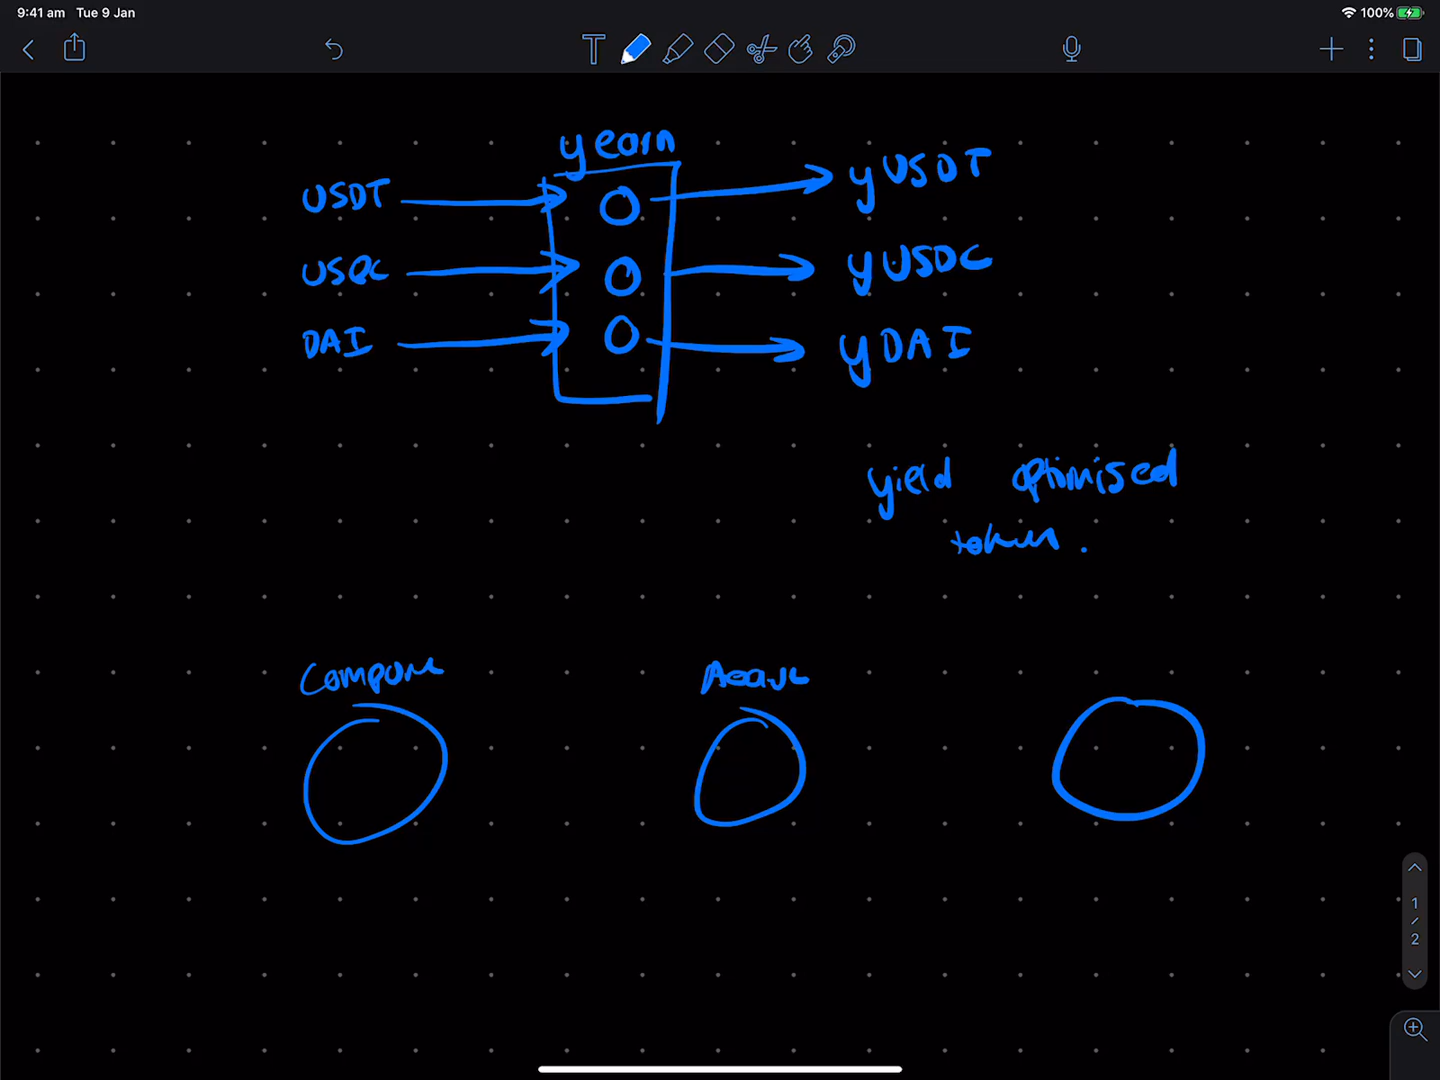 9:41 am Tue 9 Jan
100%
yearn
USDT
yUSDT
USDC
yUSDC
DAI
yDAI
yield optimised
token.
Aave
1
/
2